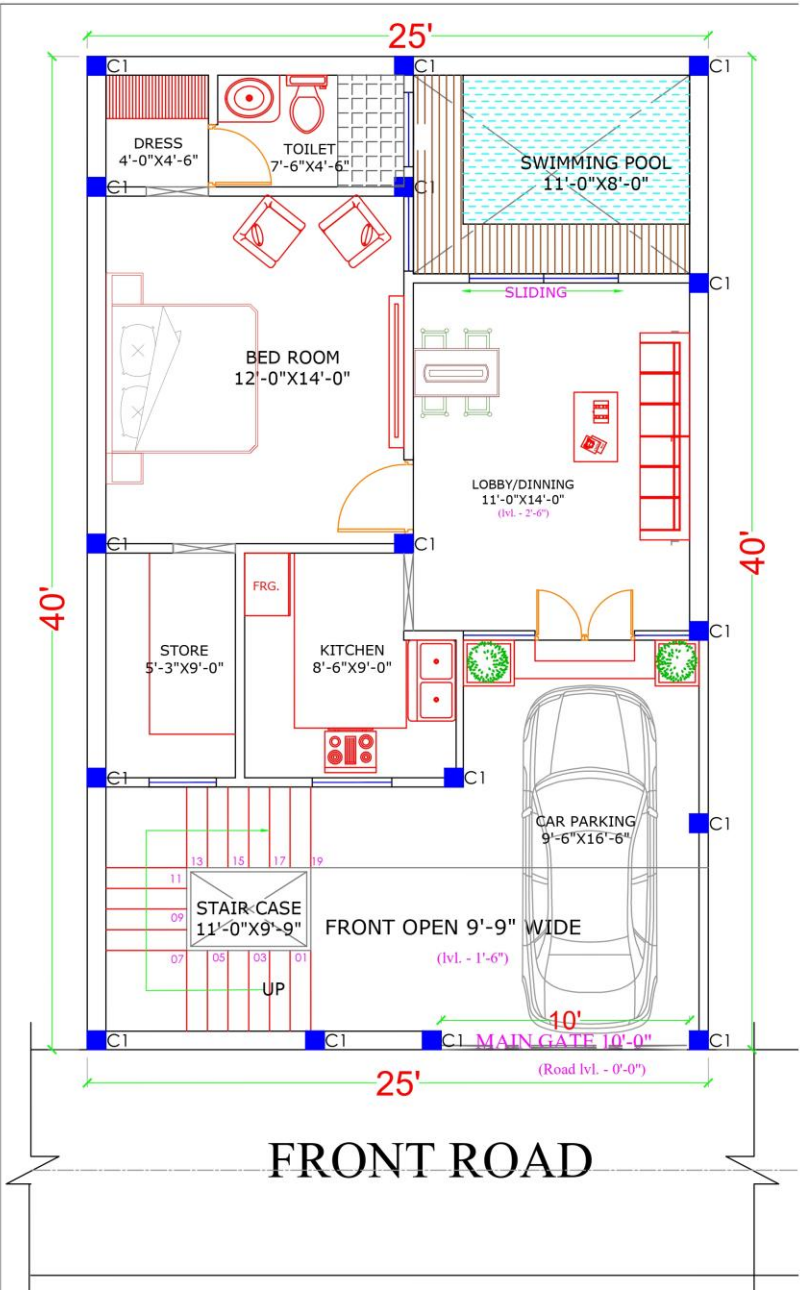 25'
C1
C1
C1
DRESS
4'-0"X4'-6"
TOILET
7'-6"X4'-6"
SWIMMING POOL
11'-0"X8'-0"
C1
C1
C1
SLIDING
BED ROOM
12'-0"X14'-0"
LOBBY/DINNING
11'-0"X14'-0"
(lvl. - 2'-6")
C1
C1
40'
40'
FRG.
C1
STORE
5'-3"X9'-0"
KITCHEN
8'-6"X9'-0"
C1
C1
CAR PARKING
9'-6"X16'-6"
C1
13
15
17
19
11
09
07
STAIR CASE
11'-0"X9'-9"
FRONT OPEN 9'-9" WIDE
(lvl. - 1'-6")
05
03
01
UP
10'
C1
C1
C1
MAIN GATE 10'-0"
C1
(Road lvl. - 0'-0")
25'
FRONT ROAD